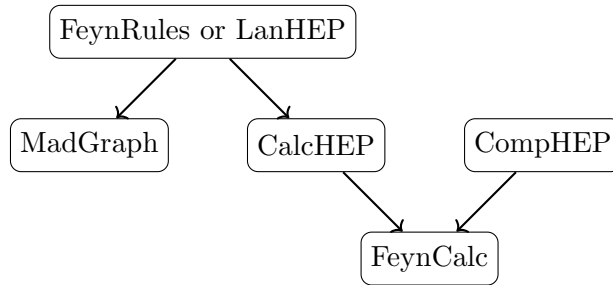 FeynRules or LanHEP
MadGraph
CalcHEP
CompHEP
FeynCalc